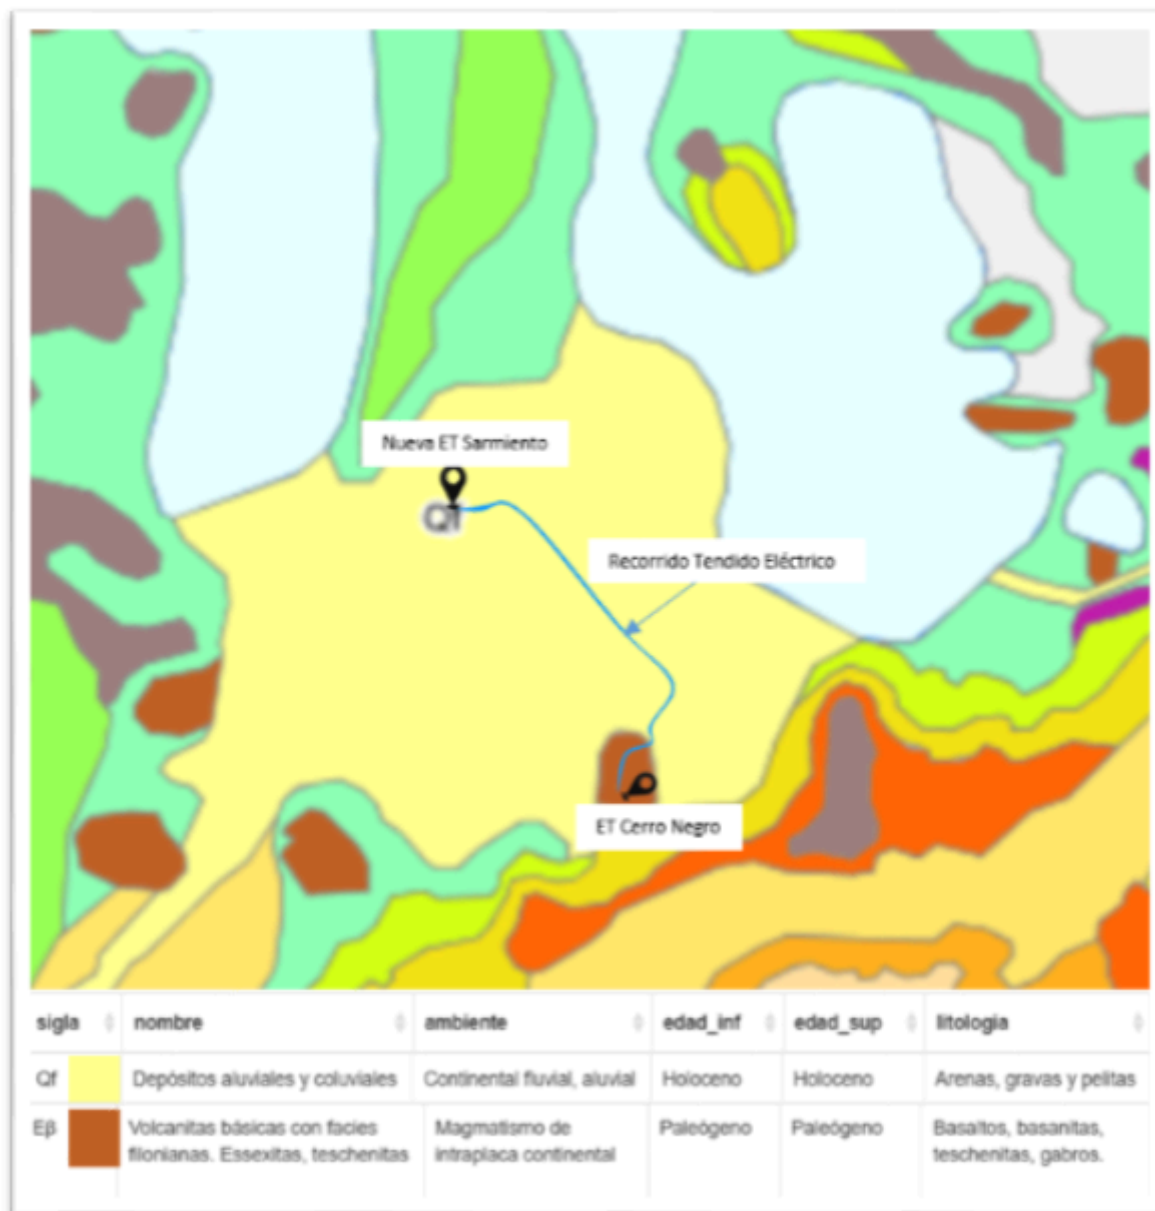 Nueva ET Sarmiento
Qf
Recorrido Tendido Eléctrico
ET Cerro Negro
sigla nombre ambiente edad_inf edad_sup litologia
Qf Depósitos aluviales y coluviales Continental fluvial, aluvial Holoceno Holoceno Arenas, gravas y pelitas
Eβ Volcanitas básicas con facies Magmatismo de Paleógeno Paleógeno Basaltos, basanitas,
filonianas. Essexitas, teschenitas intraplaca continental teschenitas, gabros.